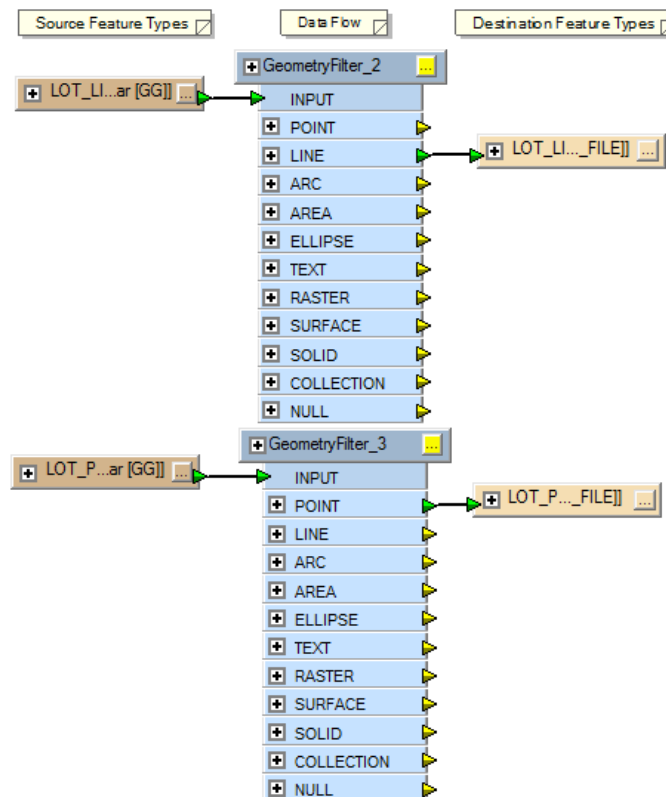 Source Feature Types
Data Flow
Destination Feature Types
GeometryFilter_2
LOT_LI...ar [GG]]
...
INPUT
POINT
LINE
LOT_LI..._FILE]]
...
ARC
AREA
ELLIPSE
TEXT
RASTER
SURFACE
SOLID
COLLECTION
NULL
GeometryFilter_3
...
LOT_P...ar [GG]]
...
INPUT
POINT
LOT_P..._FILE]]
...
LINE
ARC
AREA
ELLIPSE
TEXT
RASTER
SURFACE
SOLID
COLLECTION
NULL